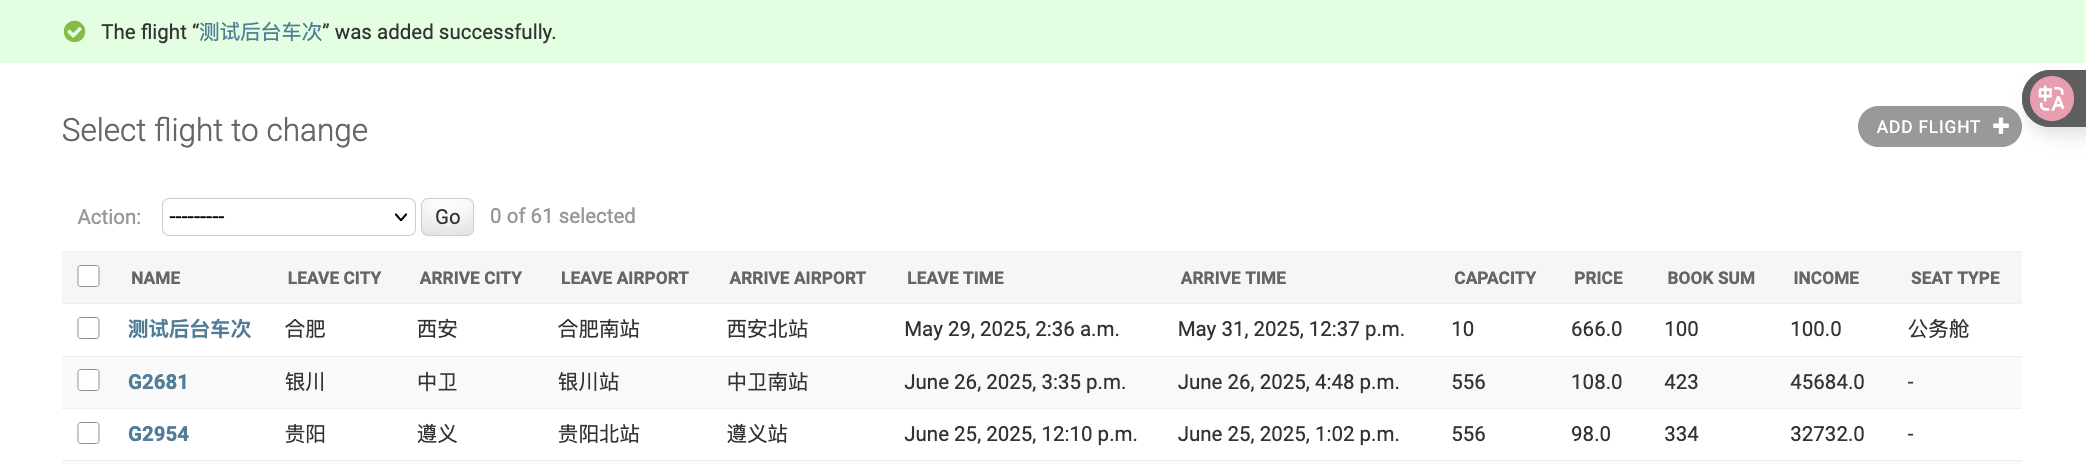 The flight “测试后台车次” was added successfully.
中A
Select flight to change
ADD FLIGHT +
Action: --------- Go 0 of 61 selected
NAME LEAVE CITY ARRIVE CITY LEAVE AIRPORT ARRIVE AIRPORT LEAVE TIME ARRIVE TIME CAPACITY PRICE BOOK SUM INCOME SEAT TYPE
测试后台车次 合肥 西安 合肥南站 西安北站 May 29, 2025, 2:36 a.m. May 31, 2025, 12:37 p.m. 10 666.0 100 100.0 公务舱
G2681 银川 中卫 银川站 中卫南站 June 26, 2025, 3:35 p.m. June 26, 2025, 4:48 p.m. 556 108.0 423 45684.0 -
G2954 贵阳 遵义 贵阳北站 遵义站 June 25, 2025, 12:10 p.m. June 25, 2025, 1:02 p.m. 556 98.0 334 32732.0 -